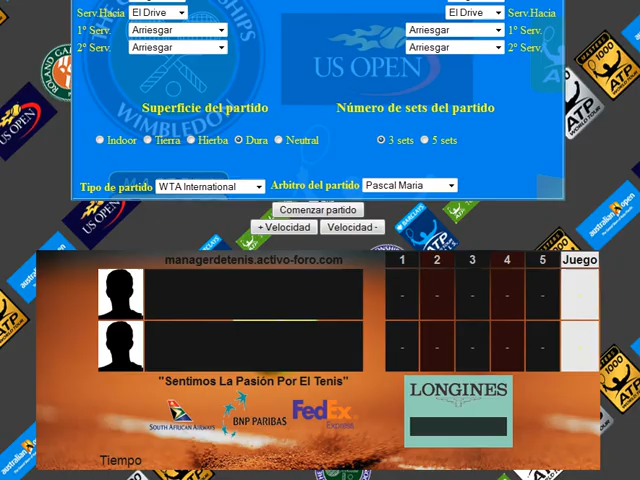 Serv.Hacia El Drive El Drive Serv.Hacia
1º Serv. Arriesgar Arriesgar 1º Serv.
2º Serv. Arriesgar Arriesgar 2º Serv.
US OPEN
WIMBLEDON
Superficie del partido Número de sets del partido
Indoor Tierra Hierba Dura Neutral 3 sets 5 sets
Tipo de partido WTA International Arbitro del partido Pascal Maria
Comenzar partido
+ Velocidad Velocidad -
managerdetenis.activo-foro.com 1 2 3 4 5 Juego
- - - - - -
- - - - - -
"Sentimos La Pasión Por El Tenis"
LONGINES
SOUTH AFRICAN AIRWAYS
BNP PARIBAS
FedEx
Express
Tiempo